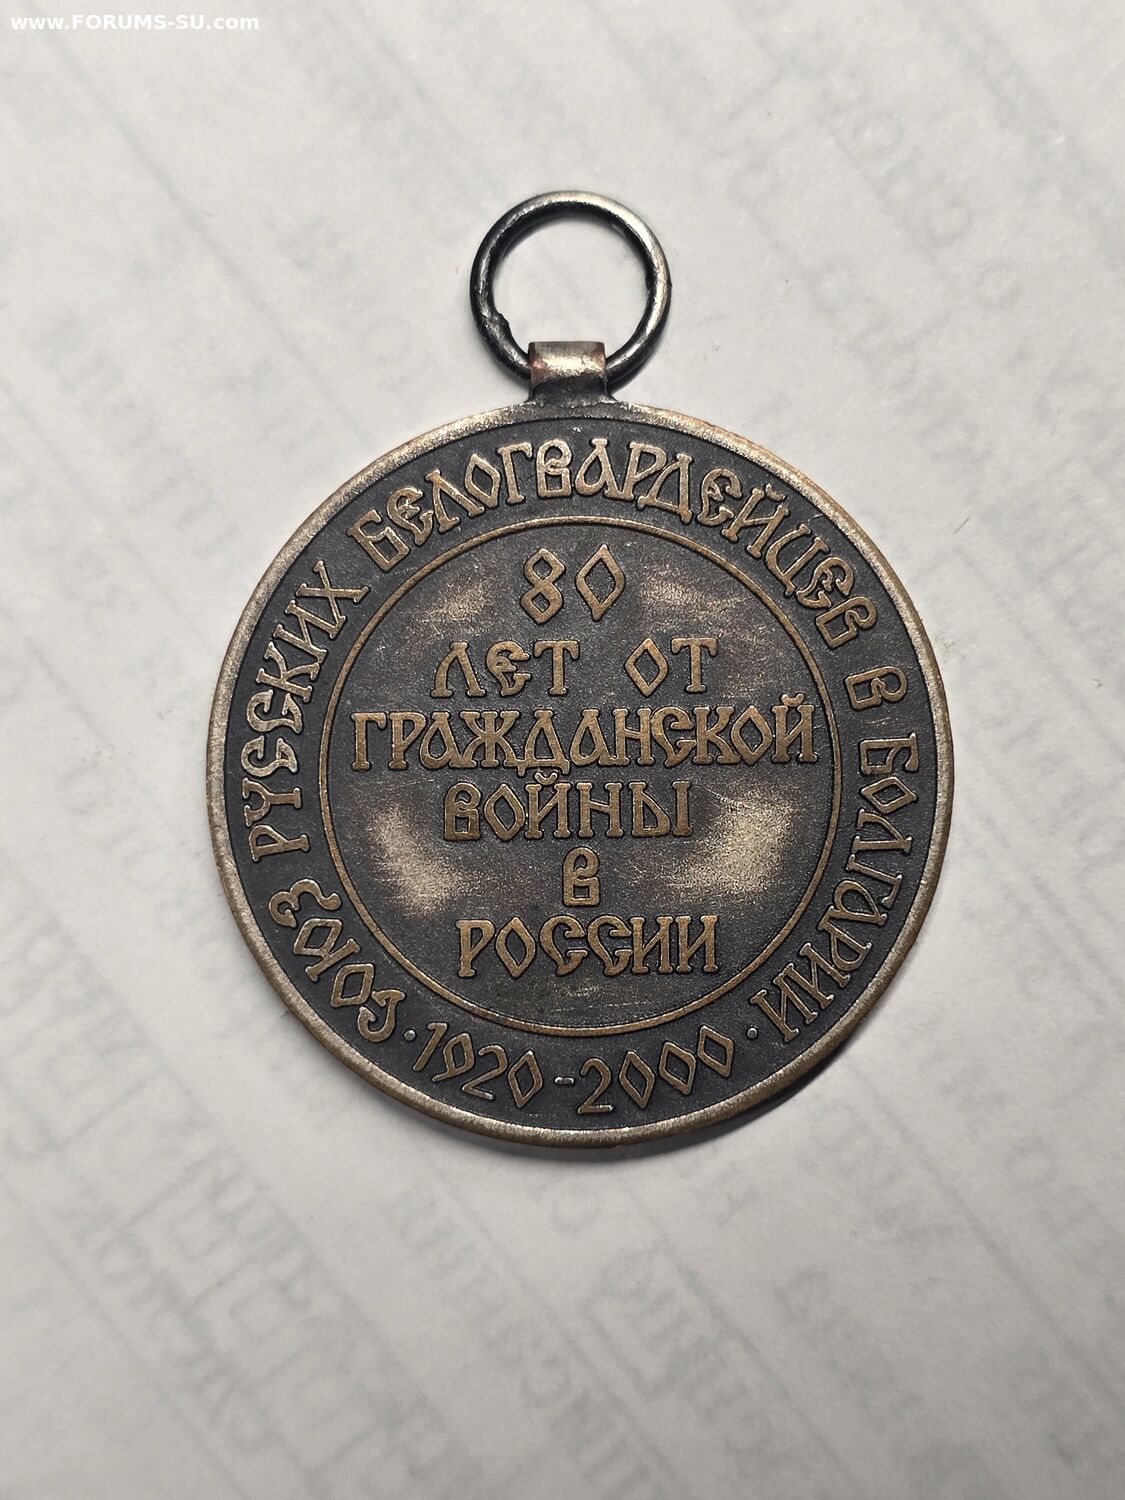 www.FORUMS-SU.com
СОЮЗ РУССКИХ БЕЛОГВАРДЕЙЦЕВ В БОЛГАРИИ
80
ЛЕТ ОТ
ГРАЖДАНСКОЙ
ВОЙНЫ
В
РОССИИ
·1920-2000·